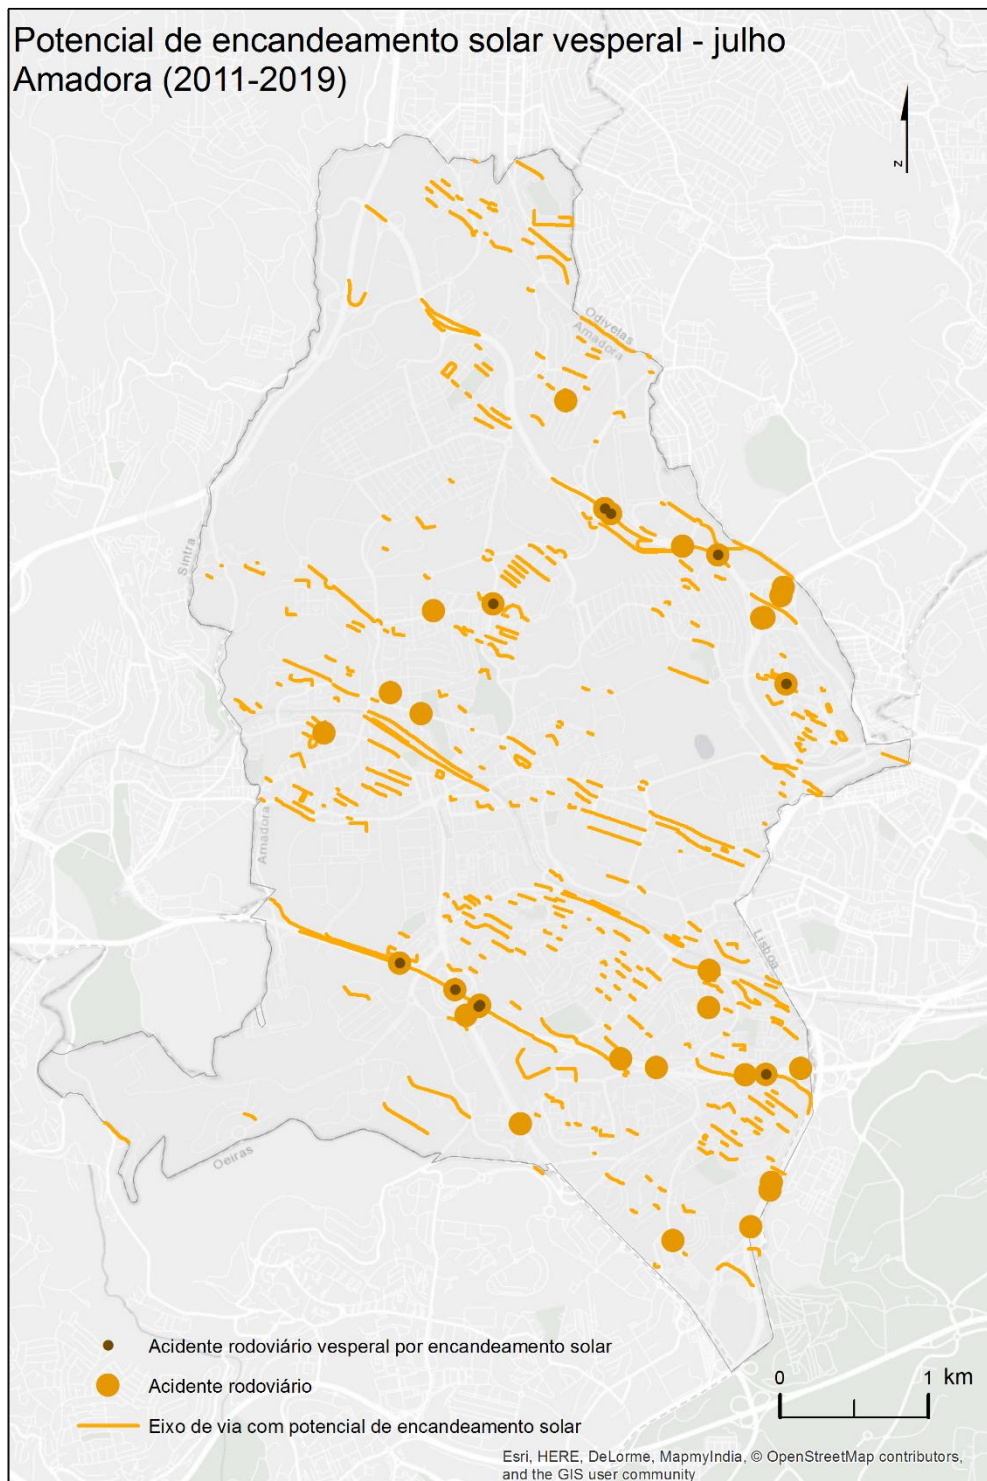 Potencial de encandeamento solar vesperal - julho
Amadora (2011-2019)
z
Odivelas
Amadora
Sintra
Amadora
Lisboa
Oeiras
Acidente rodoviário vesperal por encandeamento solar
Acidente rodoviário
Eixo de via com potencial de encandeamento solar
0 1 km
Esri, HERE, DeLorme, MapmyIndia, © OpenStreetMap contributors,
and the GIS user community